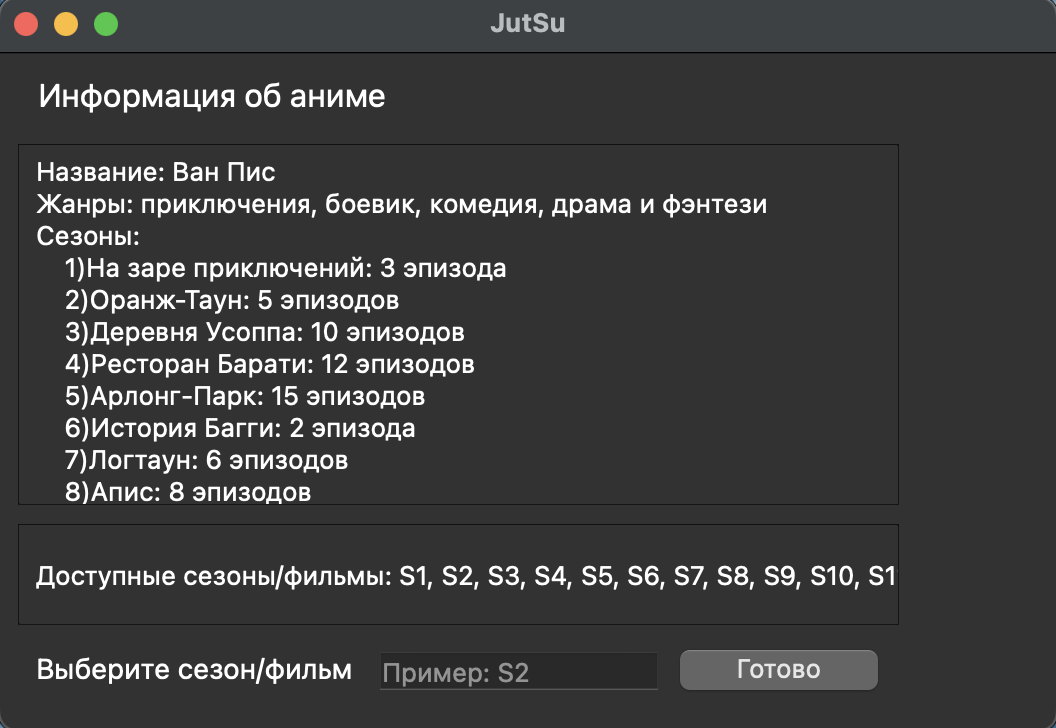 JutSu
Информация об аниме
Название: Ван Пис
Жанры: приключения, боевик, комедия, драма и фэнтези
Сезоны:
1)На заре приключений: 3 эпизода
2)Оранж-Таун: 5 эпизодов
3)Деревня Усоппа: 10 эпизодов
4)Ресторан Барати: 12 эпизодов
5)Арлонг-Парк: 15 эпизодов
6)История Багги: 2 эпизода
7)Логтаун: 6 эпизодов
8)Апис: 8 эпизодов
Доступные сезоны/фильмы: S1, S2, S3, S4, S5, S6, S7, S8, S9, S10, S1
Выберите сезон/фильм
Пример: S2
Готово